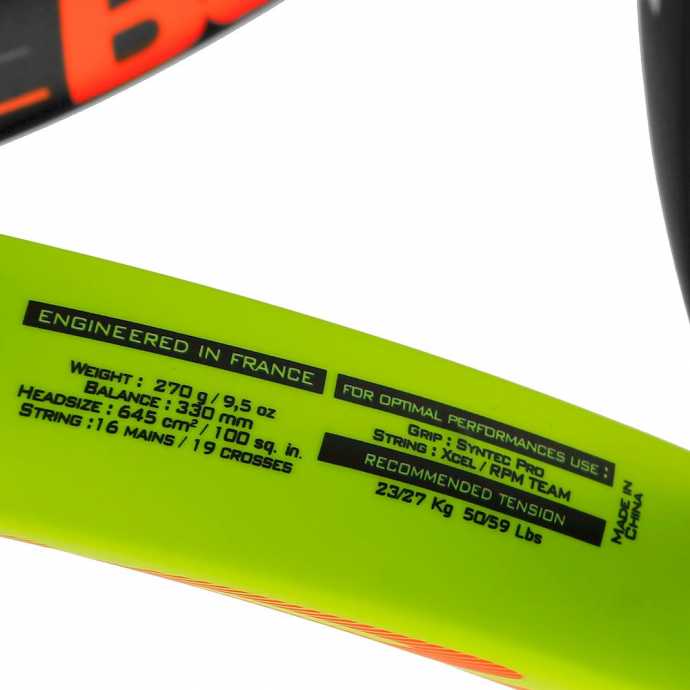 ENGINEERED IN FRANCE
WEIGHT : 270 g / 9,5 oz
BALANCE : 330 mm
HEADSIZE : 645 cm² / 100 sq. in.
STRING : 16 MAINS / 19 CROSSES
FOR OPTIMAL PERFORMANCES USE :
GRIP : SYNTEC PRO
STRING : XCEL / RPM TEAM
RECOMMENDED TENSION
23/27 Kg 50/59 Lbs
MADE IN
CHINA